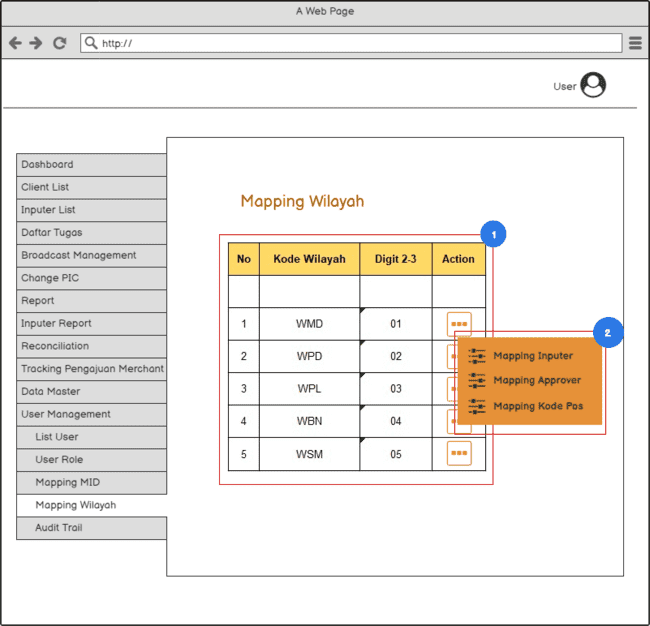 A Web Page
http://
User
Dashboard
Client List
Inputer List
Daftar Tugas
Broadcast Management
Change PIC
Report
Inputer Report
Reconciliation
Tracking Pengajuan Merchant
Data Master
User Management
List User
User Role
Mapping MID
Mapping Wilayah
Audit Trail
Mapping Wilayah
1
No Kode Wilayah Digit 2-3 Action
1 WMD 01
2 WPD 02
3 WPL 03
4 WBN 04
5 WSM 05
2
Mapping Inputer
Mapping Approver
Mapping Kode Pos